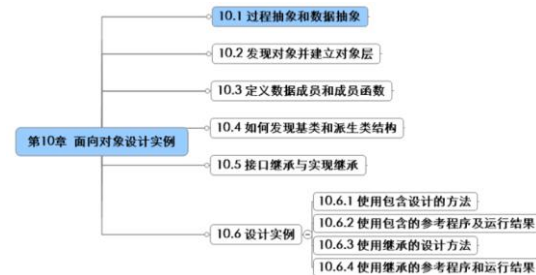 10.1 过程抽象和数据抽象
10.2 发现对象并建立对象层
10.3 定义数据成员和成员函数
10.4 如何发现基类和派生类结构
第10章 面向对象设计实例
10.5 接口继承与实现继承
10.6 设计实例
10.6.1 使用包含设计的方法
10.6.2 使用包含的参考程序及运行结果
10.6.3 使用继承的设计方法
10.6.4 使用继承的参考程序和运行结果